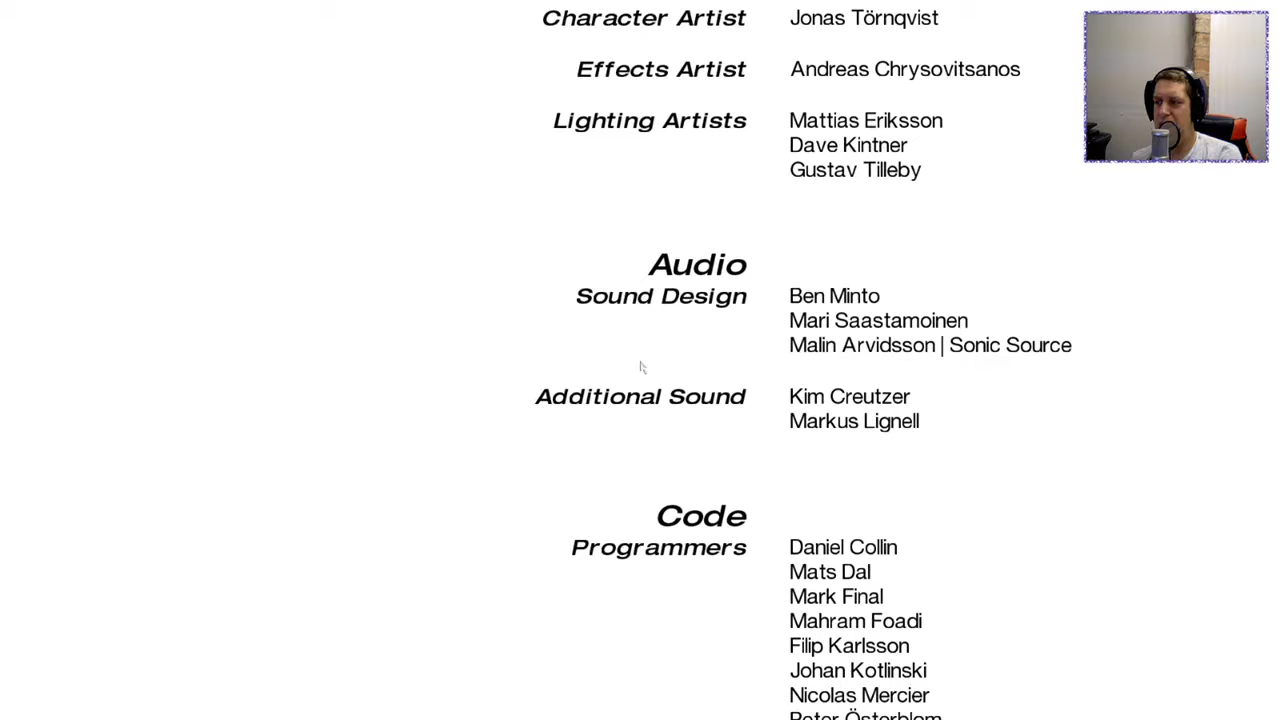 Character Artist Jonas Törnqvist
Effects Artist Andreas Chrysovitsanos
Lighting Artists Mattias Eriksson
Dave Kintner
Gustav Tilleby
Audio
Sound Design Ben Minto
Mari Saastamoinen
Malin Arvidsson | Sonic Source
Additional Sound Kim Creutzer
Markus Lignell
Code
Programmers Daniel Collin
Mats Dal
Mark Final
Mahram Foadi
Filip Karlsson
Johan Kotlinski
Nicolas Mercier
Peter Österblom